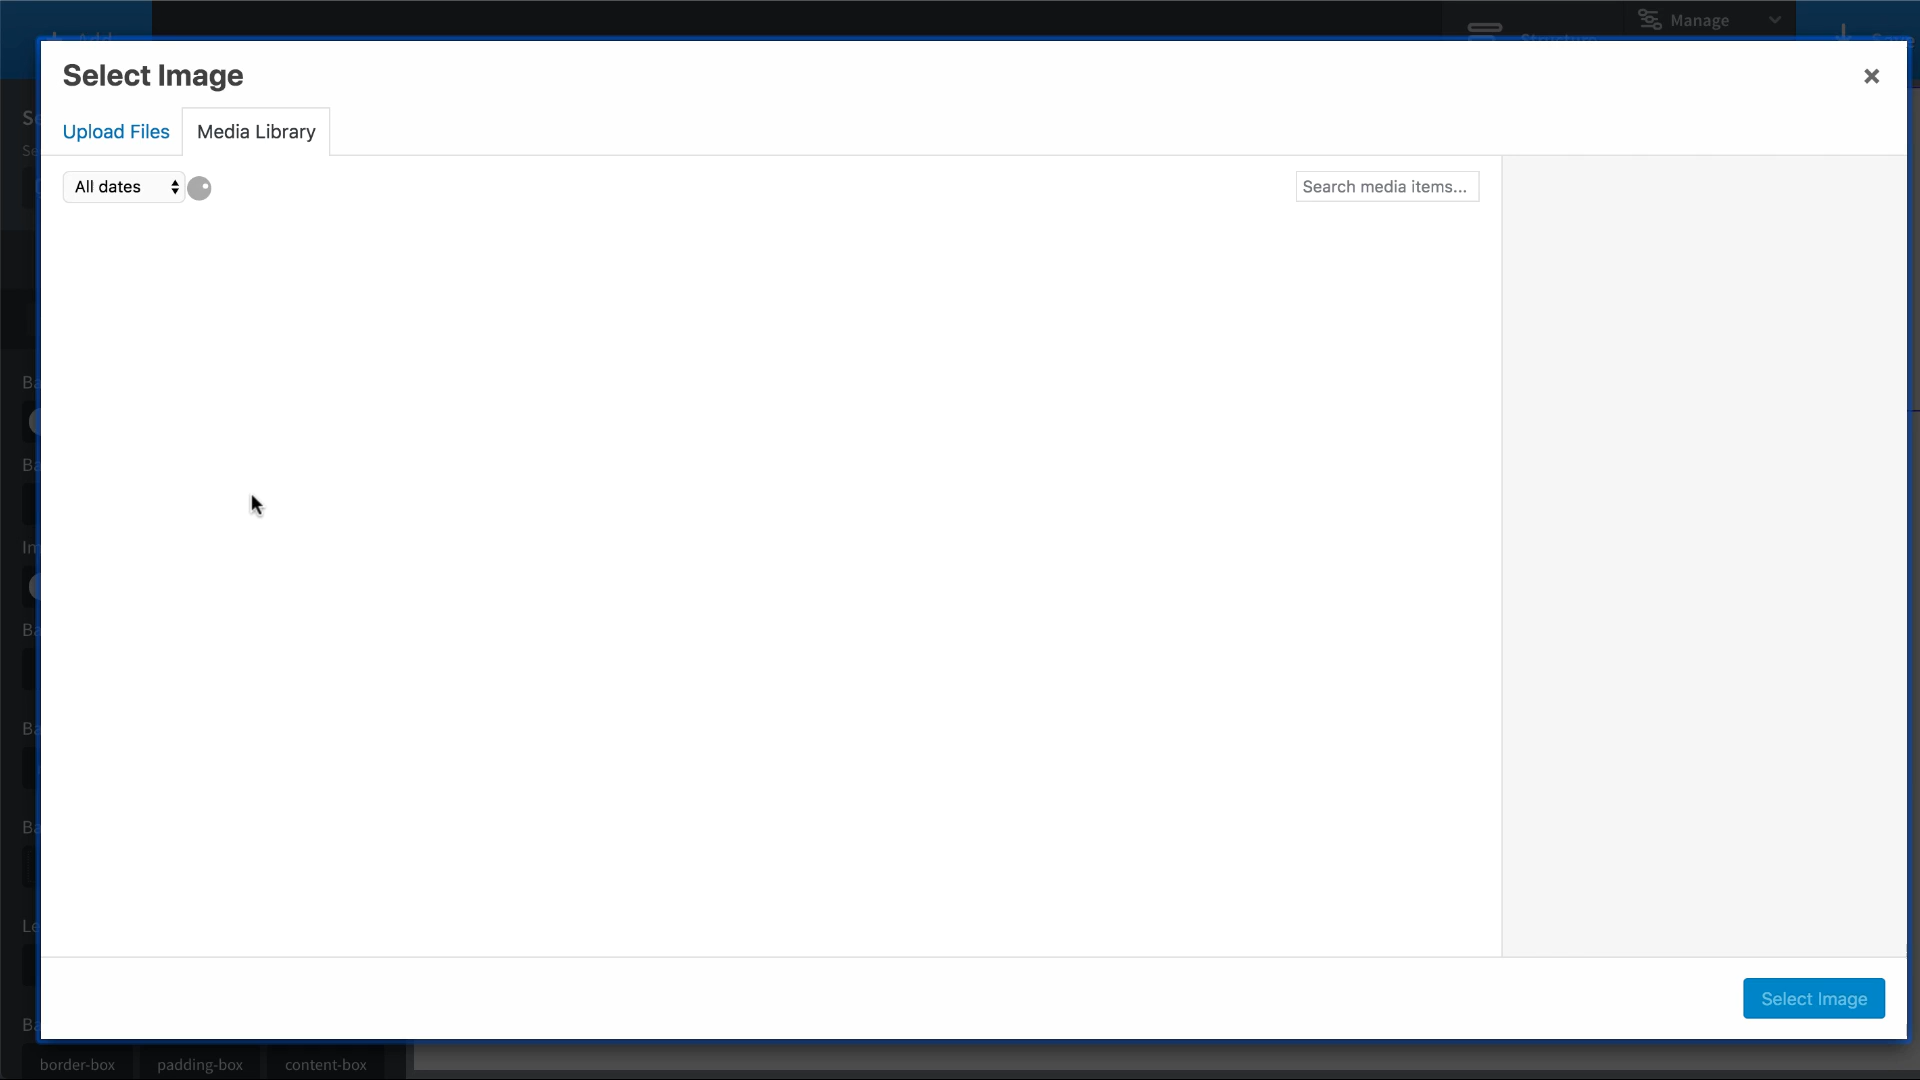 Manage
Select Image
Upload Files
Media Library
All dates
Search media items...
Select Image
border-box
padding-box
content-box